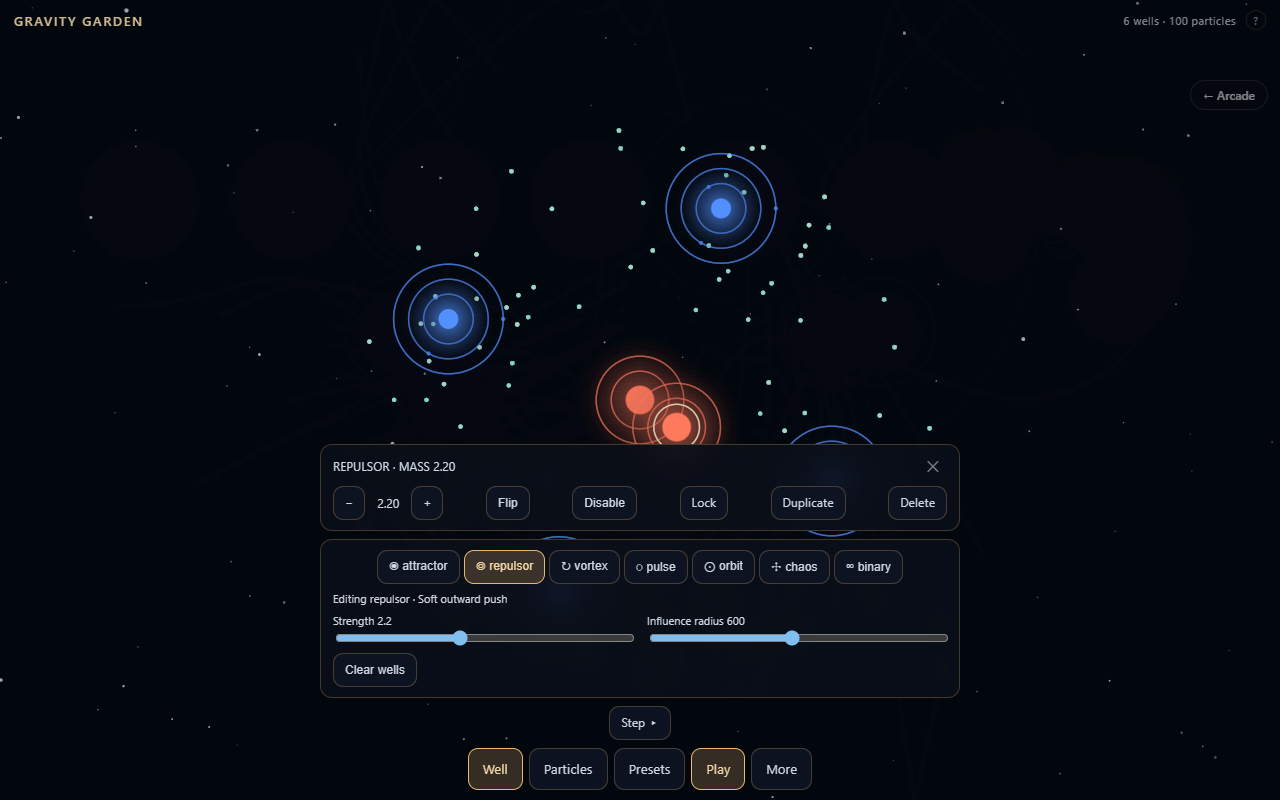 GRAVITY GARDEN
6 wells · 100 particles ?
← Arcade
REPULSOR · MASS 2.20
− 2.20 + Flip Disable Lock Duplicate Delete
◉ attractor ◎ repulsor ↻ vortex ○ pulse ⊙ orbit ✢ chaos ∞ binary
Editing repulsor · Soft outward push
Strength 2.2 Influence radius 600
Clear wells
Step ▸
Well Particles Presets Play More